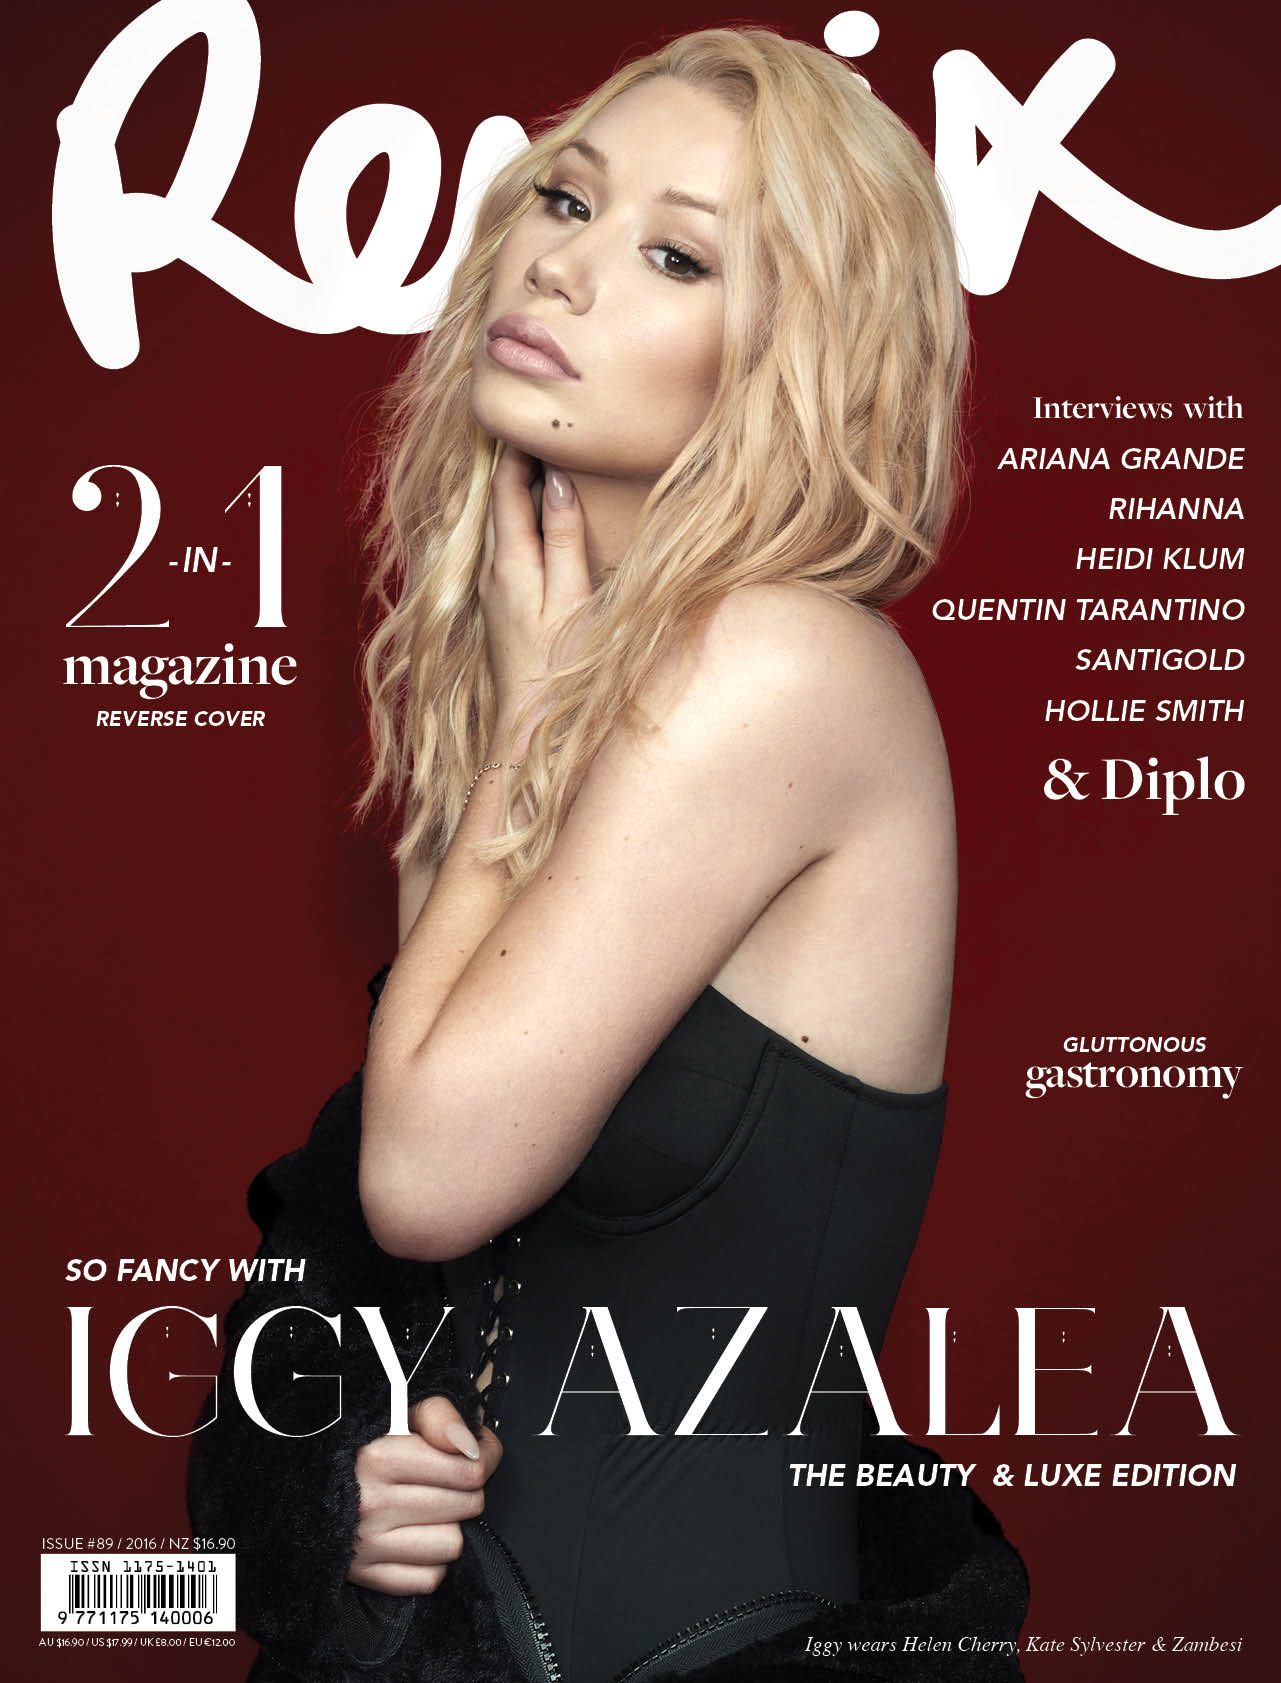 Remix
Interviews with
ARIANA GRANDE
RIHANNA
HEIDI KLUM
QUENTIN TARANTINO
SANTIGOLD
HOLLIE SMITH
& Diplo
2-IN-1
magazine
REVERSE COVER
GLUTTONOUS
gastronomy
SO FANCY WITH
IGGY AZALEA
THE BEAUTY & LUXE EDITION
ISSUE #89 / 2016 / NZ $16.90
ISSN 1175-1401
9 771175 140006
AU $16.90 / US $17.99 / UK £8.00 / EU €12.00
Iggy wears Helen Cherry, Kate Sylvester & Zambesi